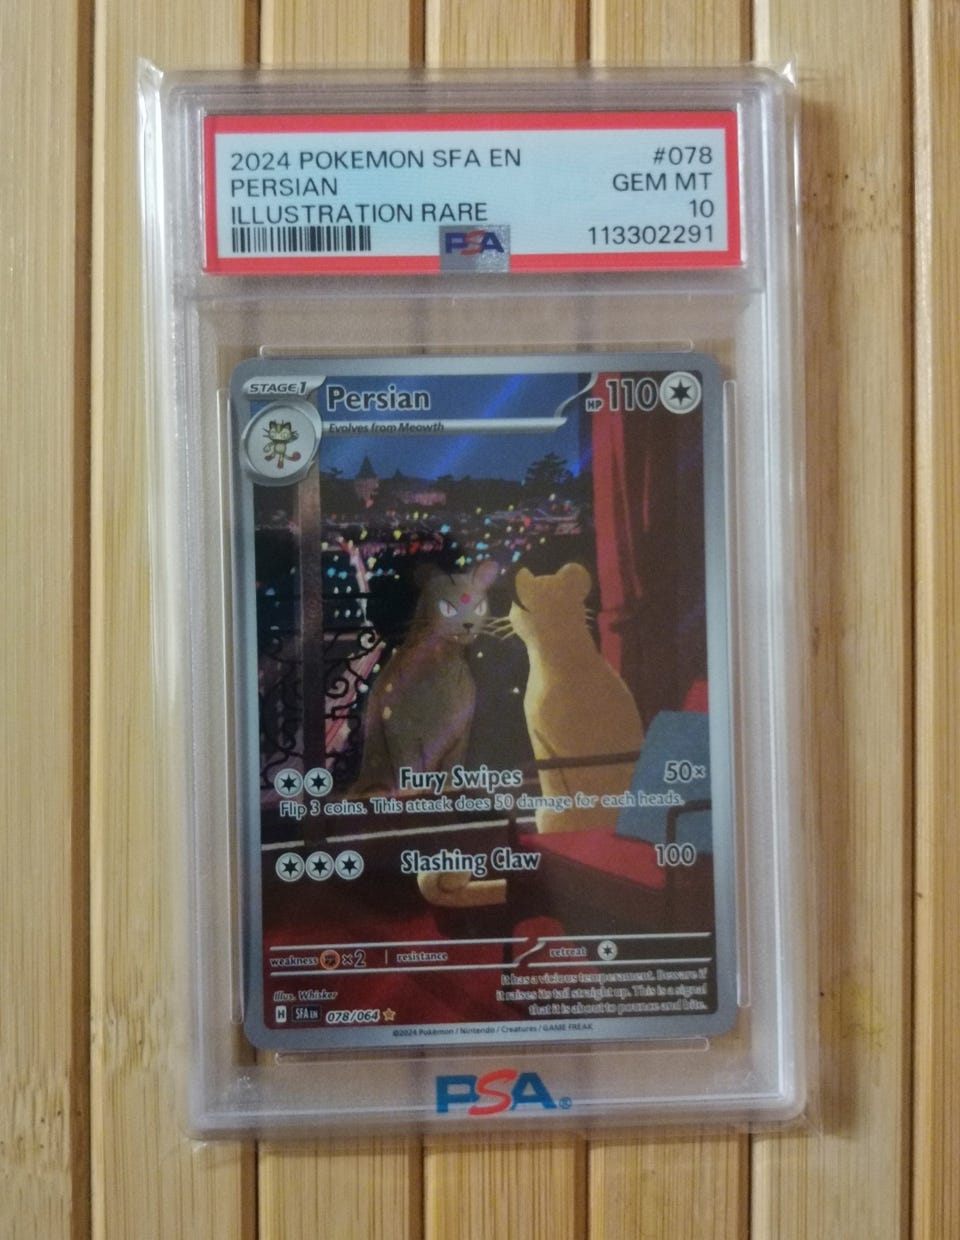 2024 POKEMON SFA EN #078
PERSIAN GEM MT
ILLUSTRATION RARE 10
PSA 113302291
STAGE 1 Persian HP 110
Evolves from Meowth
Fury Swipes 50×
Flip 3 coins. This attack does 50 damage for each heads.
Slashing Claw 100
weakness ×2 resistance retreat
It has a vicious temperament. Beware if
it raises its tail straight up. This is a signal
that it is about to pounce and bite.
Illus. Whisker
H SFA EN 078/064
©2024 Pokémon / Nintendo / Creatures / GAME FREAK
PSA